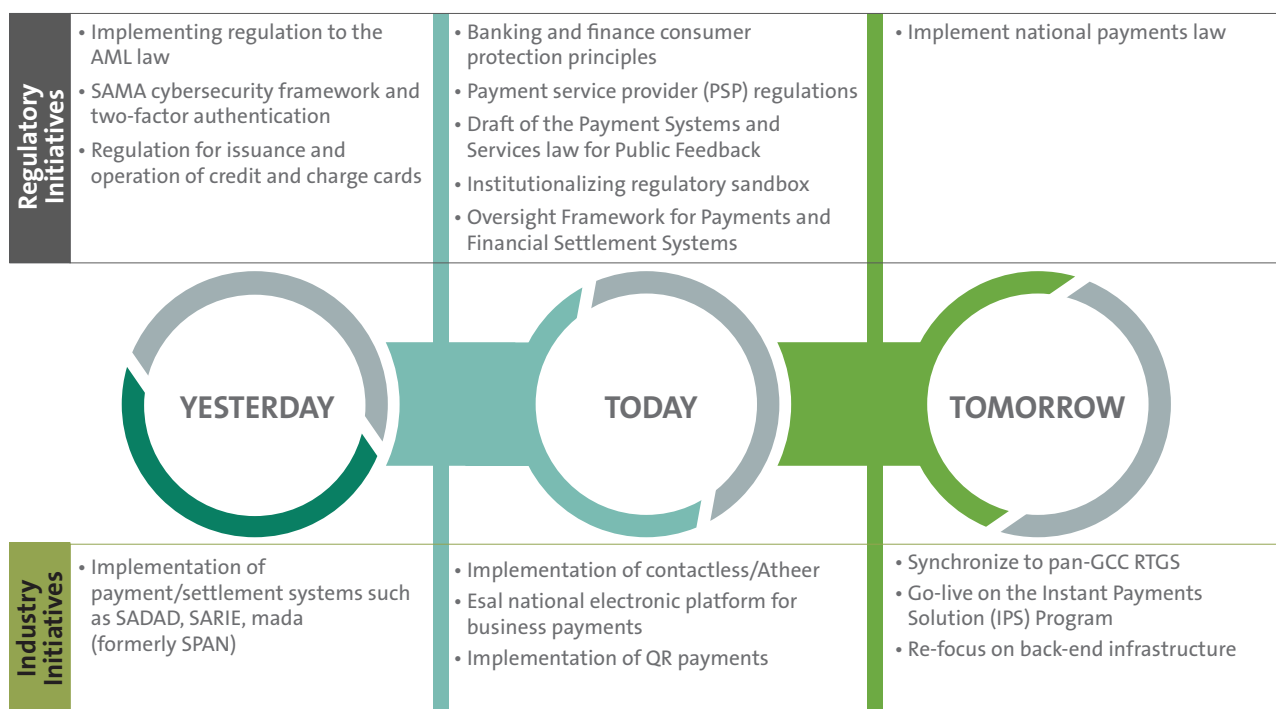 Regulatory
Initiatives
• Implementing regulation to the
AML law
• SAMA cybersecurity framework and
two-factor authentication
• Regulation for issuance and
operation of credit and charge cards
• Banking and finance consumer
protection principles
• Payment service provider (PSP) regulations
• Draft of the Payment Systems and
Services law for Public Feedback
• Institutionalizing regulatory sandbox
• Oversight Framework for Payments and
Financial Settlement Systems
• Implement national payments law
YESTERDAY
TODAY
TOMORROW
Industry
Initiatives
• Implementation of
payment/settlement systems such
as SADAD, SARIE, mada
(formerly SPAN)
• Implementation of contactless/Atheer
• Esal national electronic platform for
business payments
• Implementation of QR payments
• Synchronize to pan-GCC RTGS
• Go-live on the Instant Payments
Solution (IPS) Program
• Re-focus on back-end infrastructure